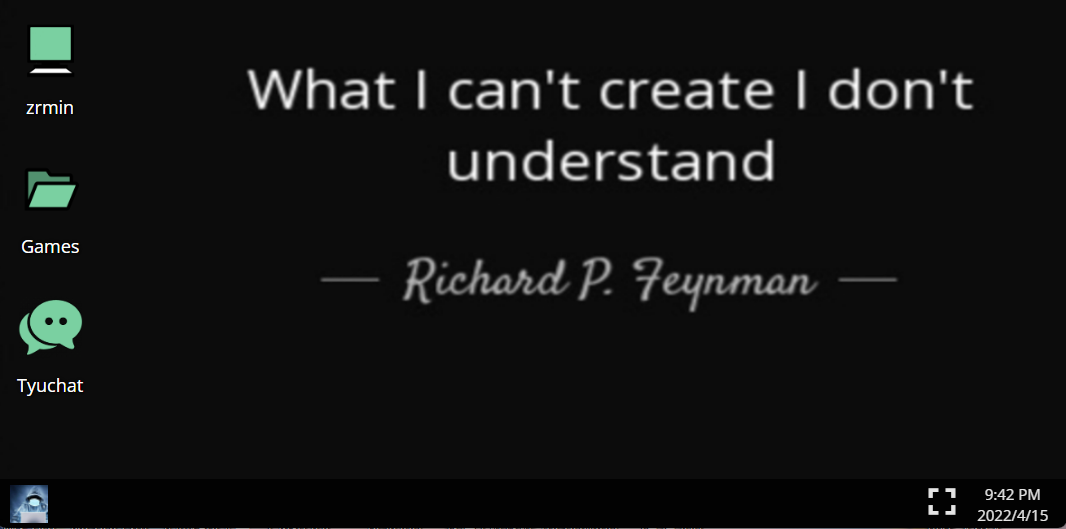 zrmin
Games
Tyuchat
What I can't create I don't
understand
Richard P. Feynman
9:42 PM
2022/4/15